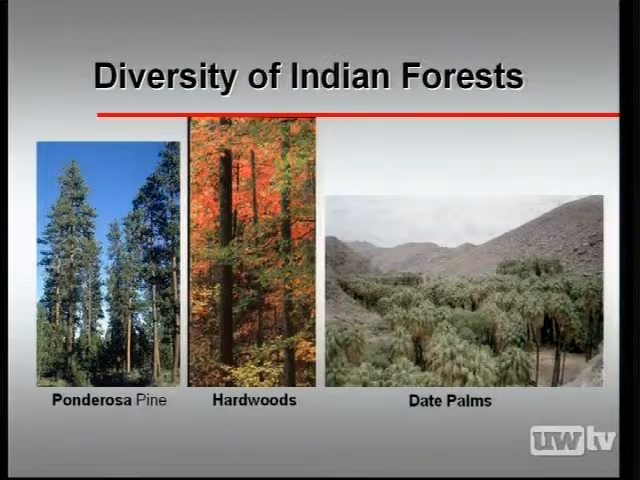 Diversity of Indian Forests
Ponderosa Pine
Hardwoods
Date Palms
uwtv